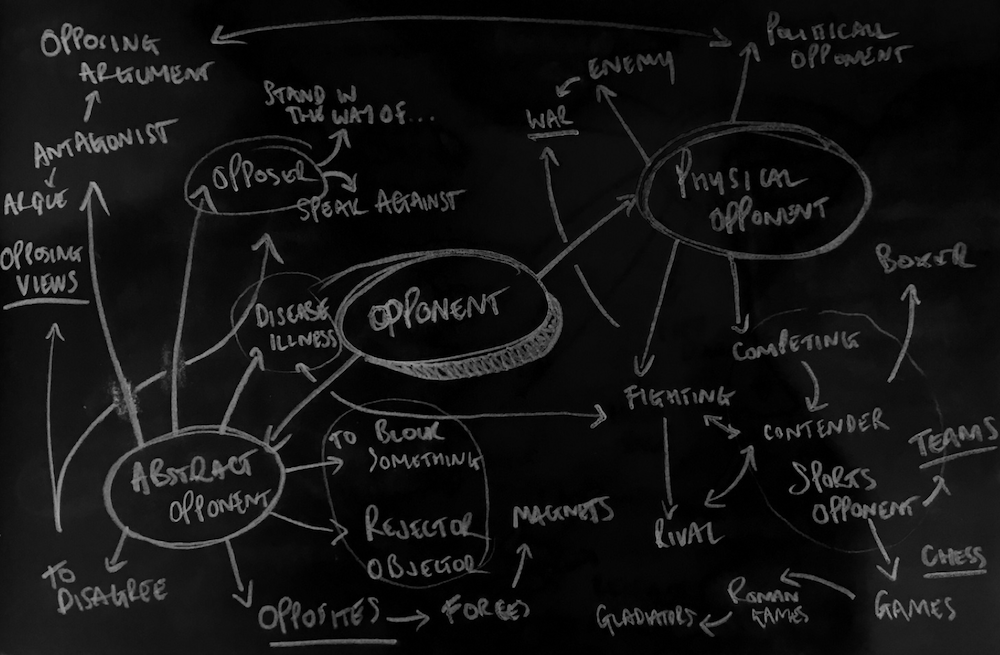 OPPOSING
ARGUMENT
POLITICALL
OPPONENT
ENEMY
STAND IN
THE WAY OF...
WAR
ANTAGONIST
ARGUE
OPPOSER
SPEAK AGAINST
PHYSICAL
OPPONENT
OPPOSING
VIEWS
BOXER
DISEASE
ILLNESS
OPPONENT
COMPETING
FIGHTING
CONTENDER
TEAMS
TO BLOCK
SOMETHING
ABSTRACT
OPPONENT
SPORTS
OPPONENT
MAGNETS
REJECTOR
OBJECTOR
RIVAL
CHESS
TO
DISAGREE
OPPOSITES
FORCES
GLADIATORS
ROMAN
GAMES
GAMES